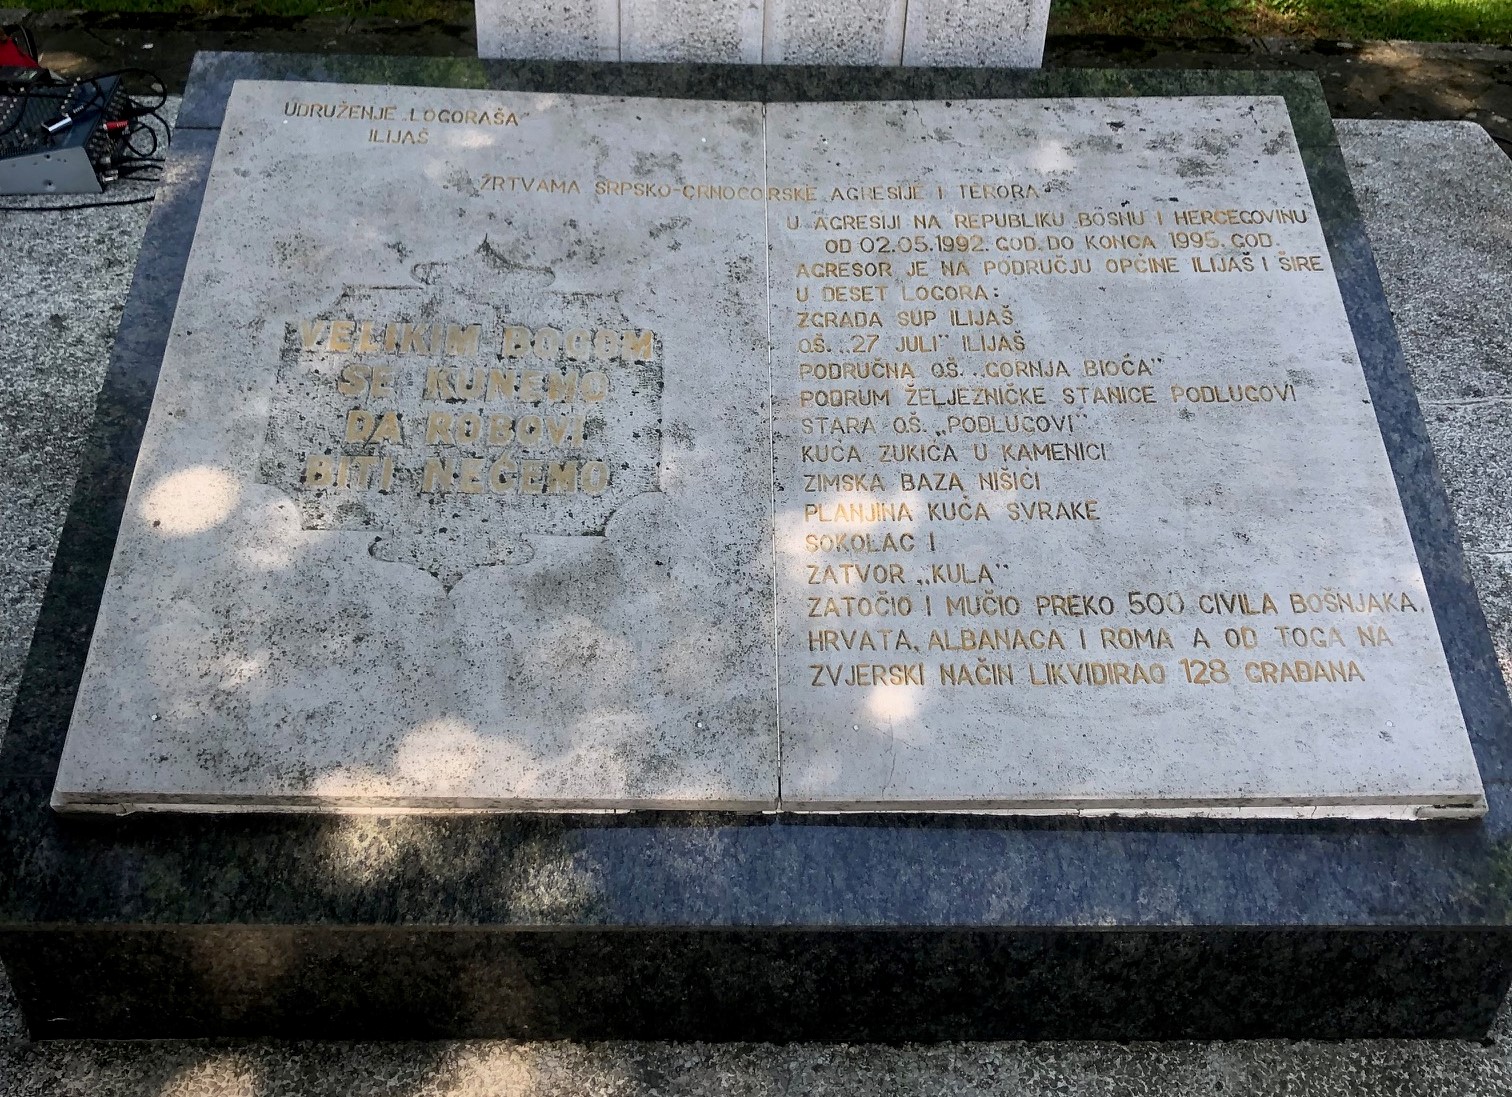 UDRUŽENJE „LOGORAŠA"
ILIJAŠ
ŽRTVAMA SRPSKO-CRNOGORSKE AGRESIJE I TERORA
VELIKIM BOGOM
SE KUNEMO
DA ROBOVI
BITI NEĆEMO
U AGRESIJI NA REPUBLIKU BOSNU I HERCEGOVINU
OD 02.05.1992. GOD. DO KONCA 1995. GOD.
AGRESOR JE NA PODRUČJU OPĆINE ILIJAŠ I ŠIRE
U DESET LOGORA:
ZGRADA SUP ILIJAŠ
OŠ. „27 JULI" ILIJAŠ
PODRUČNA OŠ. „GORNJA BIOČA"
PODRUM ŽELJEZNIČKE STANICE PODLUGOVI
STARA OŠ. „PODLUGOVI"
KUĆA ZUKIĆA U KAMENICI
ZIMSKA BAZA NIŠIĆI
PLANJINA KUĆA SVRAKE
SOKOLAC I
ZATVOR „KULA"
ZATOČIO I MUČIO PREKO 500 CIVILA BOŠNJAKA,
HRVATA, ALBANACA I ROMA A OD TOGA NA
ZVJERSKI NAČIN LIKVIDIRAO 128 GRAĐANA